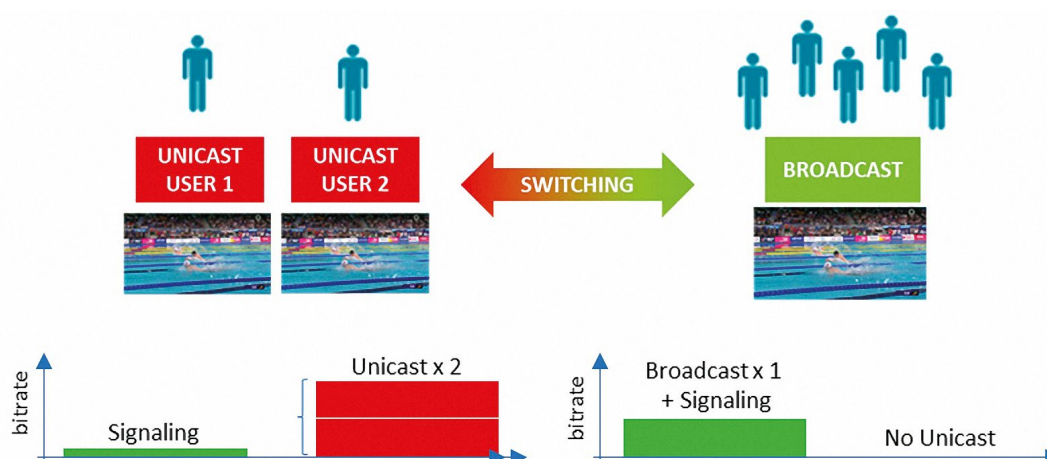 UNICAST
USER 1
UNICAST
USER 2
SWITCHING
BROADCAST
bitrate
Signaling
Unicast x 2
bitrate
Broadcast x 1
+ Signaling
No Unicast